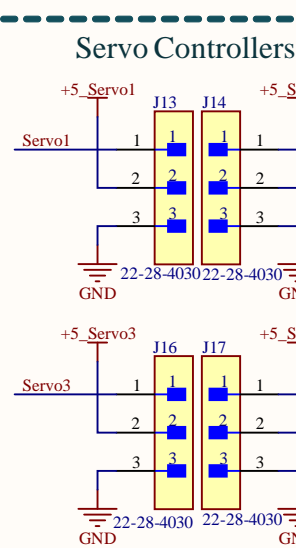 Servo Controllers
+5_Servo1
+5_S
J13
J14
Servo1
1
1
1
1
2
2
2
2
3
3
3
3
22-28-4030
22-28-4030
GND
GN
+5_Servo3
+5_S
J16
J17
Servo3
1
1
1
1
2
2
2
2
3
3
3
3
22-28-4030
22-28-4030
GND
GN